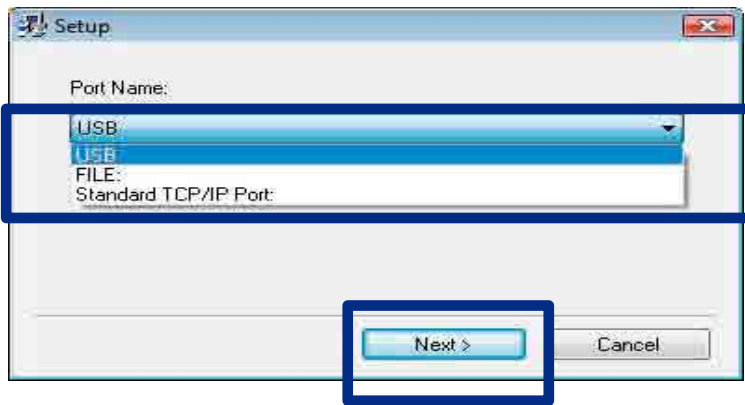 Setup
Port Name:
USB
USB
FILE:
Standard TCP/IP Port:
Next >
Cancel